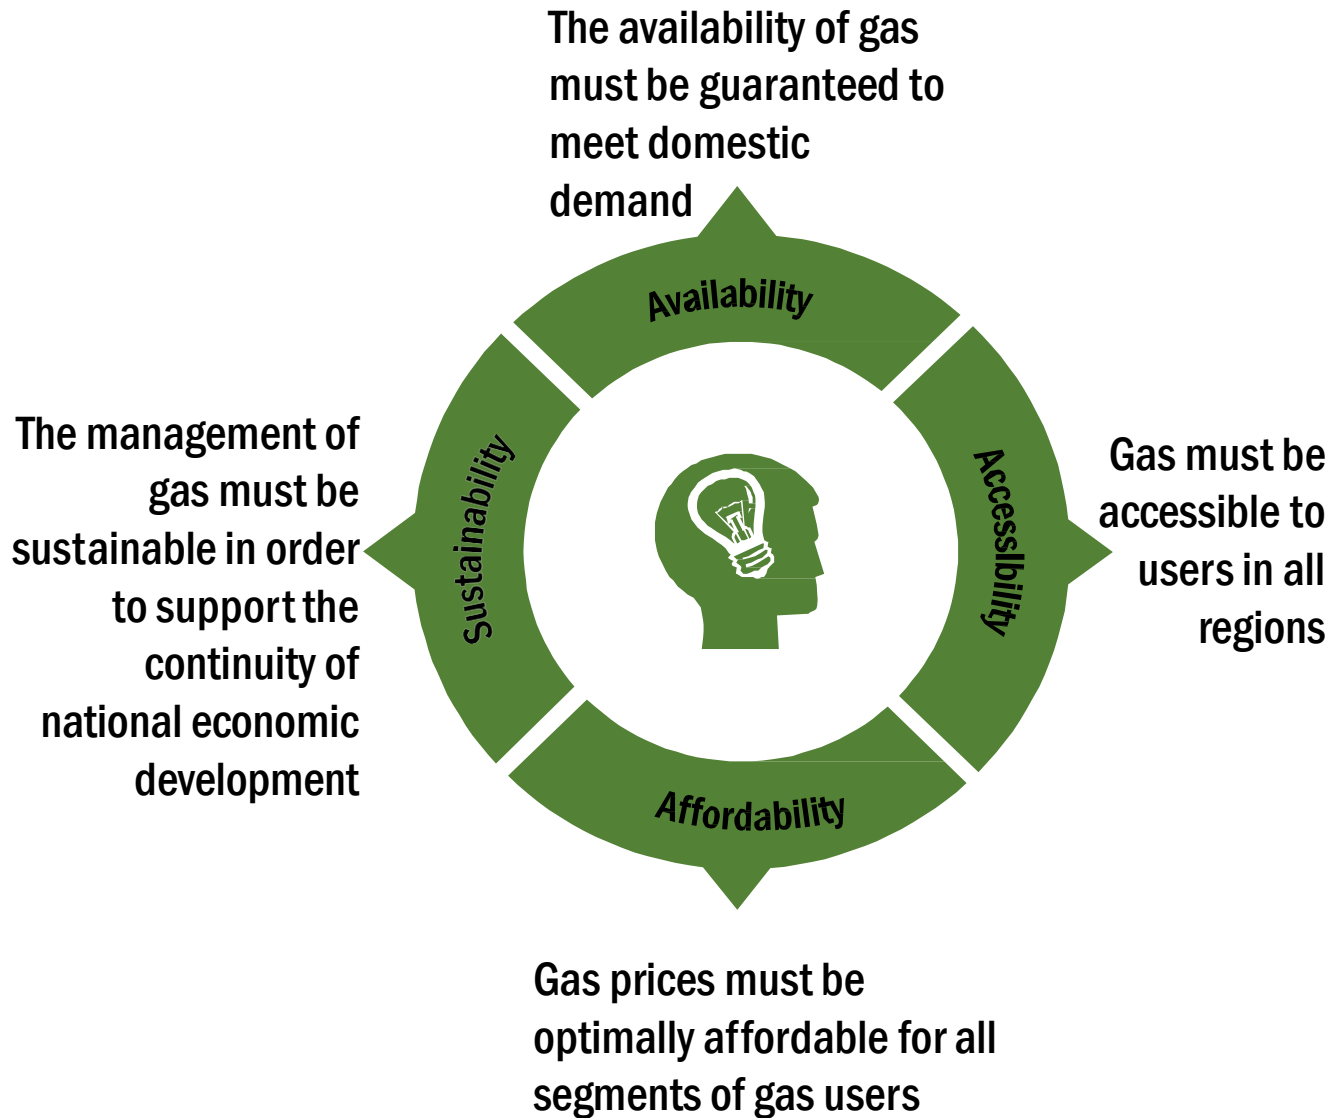 The availability of gas
must be guaranteed to
meet domestic
demand
Availability
The management of
gas must be
sustainable in order
to support the
continuity of
national economic
development
Sustainability
AccessIbility
Gas must be
accessible to
users in all
regions
Affordability
Gas prices must be
optimally affordable for all
segments of gas users